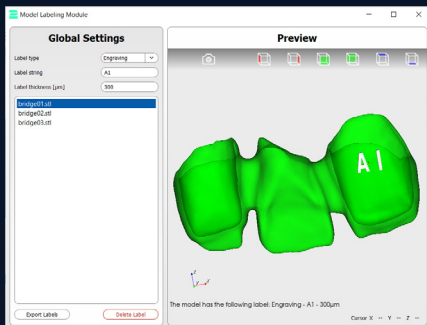 Model Labeling Module
Global Settings
Label type
Engraving
Label string
A1
Label thickness [μm]
300
bridge01.stl
bridge02.stl
bridge03.stl
Export Labels
Delete Label
Preview
A1
The model has the following label: Engraving - A1 - 300μm
Cursor X -- Y -- Z --